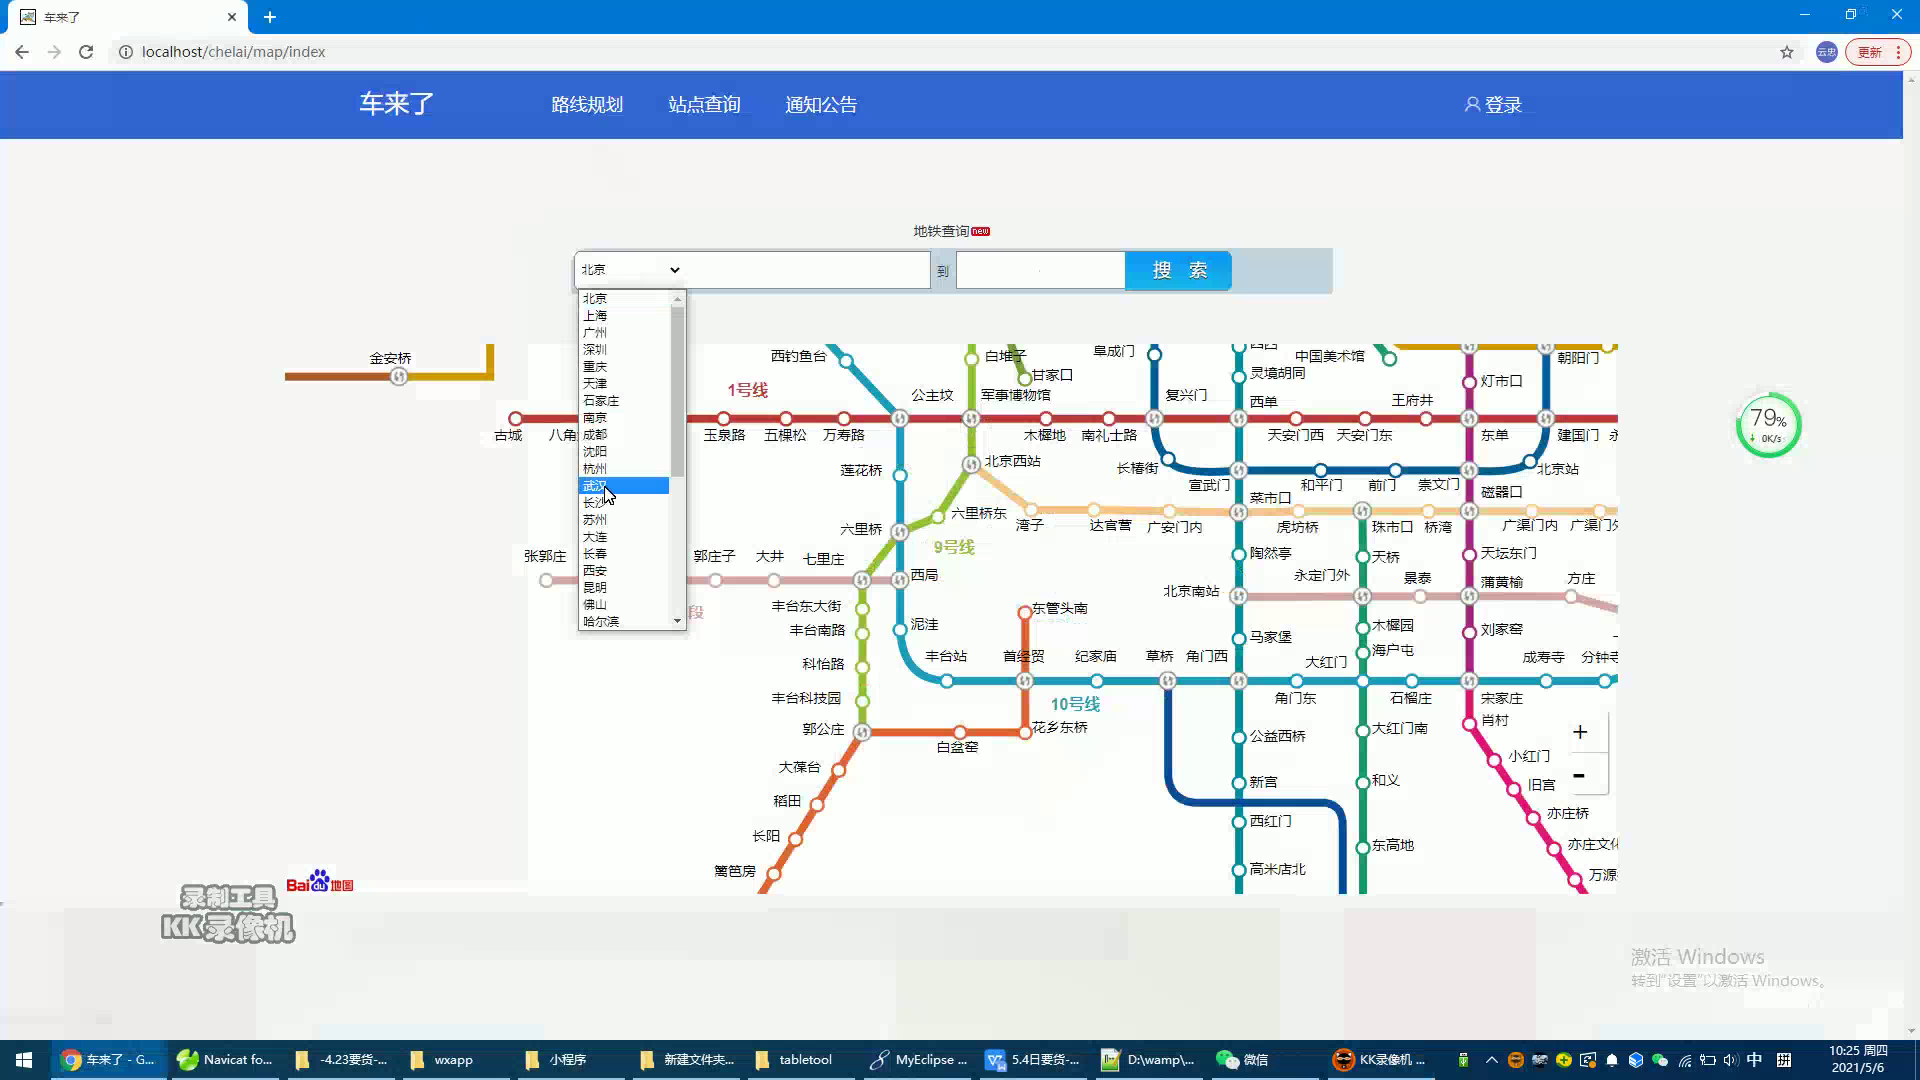 车来了
localhost/chelai/map/index
云忠
更新
车来了
路线规划
站点查询
通知公告
登录
地铁查询new
北京
到
搜 索
北京
上海
广州
深圳
重庆
天津
石家庄
南京
成都
沈阳
杭州
武汉
长沙
苏州
大连
长春
西安
昆明
佛山
哈尔滨
金安桥
西钓鱼台
白堆子
甘家口
阜成门
灵境胡同
中国美术馆
朝阳门
灯市口
1号线
公主坟
军事博物馆
复兴门
西单
王府井
古城
八角
玉泉路
五棵松
万寿路
木樨地
南礼士路
天安门西
天安门东
东单
建国门
莲花桥
北京西站
长椿街
宣武门
和平门
前门
崇文门
北京站
菜市口
磁器口
六里桥
六里桥东
湾子
达官营
广安门内
虎坊桥
珠市口
桥湾
广渠门内
广渠门外
9号线
张郭庄
郭庄子
大井
七里庄
西局
陶然亭
天桥
天坛东门
永定门外
景泰
蒲黄榆
方庄
北京南站
段
丰台东大街
东管头南
丰台南路
泥洼
马家堡
木樨园
刘家窑
海户屯
科怡路
丰台站
首经贸
纪家庙
草桥
角门西
大红门
成寿寺
分钟寺
丰台科技园
10号线
角门东
石榴庄
宋家庄
郭公庄
花乡东桥
白盆窑
公益西桥
大红门南
肖村
小红门
大葆台
新宫
和义
旧宫
稻田
西红门
亦庄桥
长阳
东高地
亦庄文化
篱笆房
高米店北
万源
+
-
79%
0K/s
Bai du 地图
录制工具
KK录像机
激活 Windows
转到"设置"以激活 Windows。
车来了 - G...
Navicat fo...
-4.23要货-...
wxapp
小程序
新建文件夹...
tabletool
MyEclipse ...
5.4日要货-...
D:\wamp\...
微信
KK录像机 ...
中
拼
10:25 周四
2021/5/6